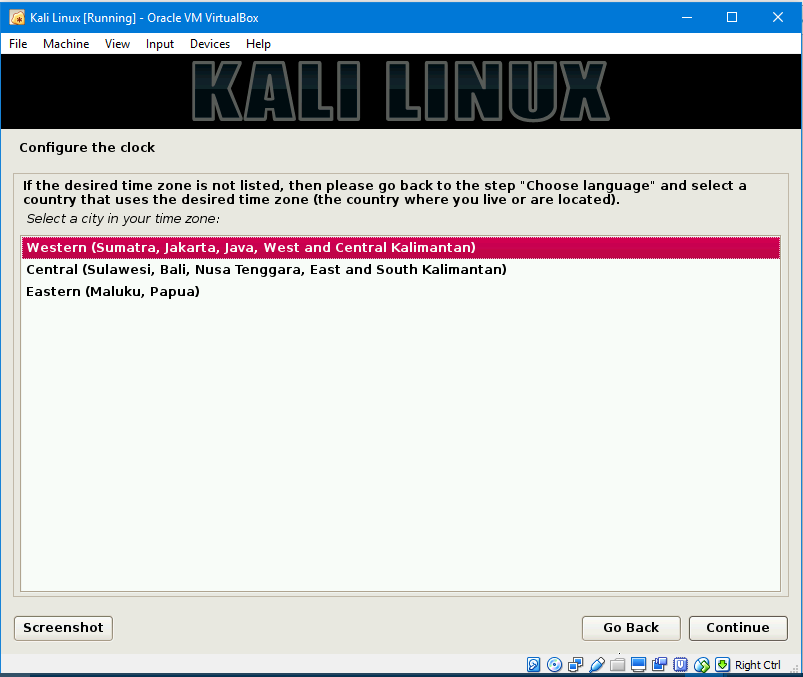 Kali Linux [Running] - Oracle VM VirtualBox
File Machine View Input Devices Help
KALI LINUX
Configure the clock
If the desired time zone is not listed, then please go back to the step "Choose language" and select a
country that uses the desired time zone (the country where you live or are located).
Select a city in your time zone:
Western (Sumatra, Jakarta, Java, West and Central Kalimantan)
Central (Sulawesi, Bali, Nusa Tenggara, East and South Kalimantan)
Eastern (Maluku, Papua)
Screenshot Go Back Continue
Right Ctrl